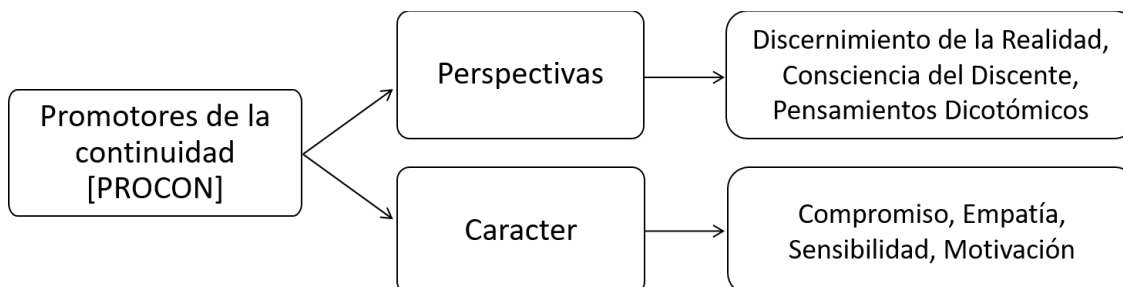 Promotores de la
continuidad
[PROCON]
Perspectivas
Discernimiento de la Realidad,
Consciencia del Discente,
Pensamientos Dicotómicos
Caracter
Compromiso, Empatía,
Sensibilidad, Motivación